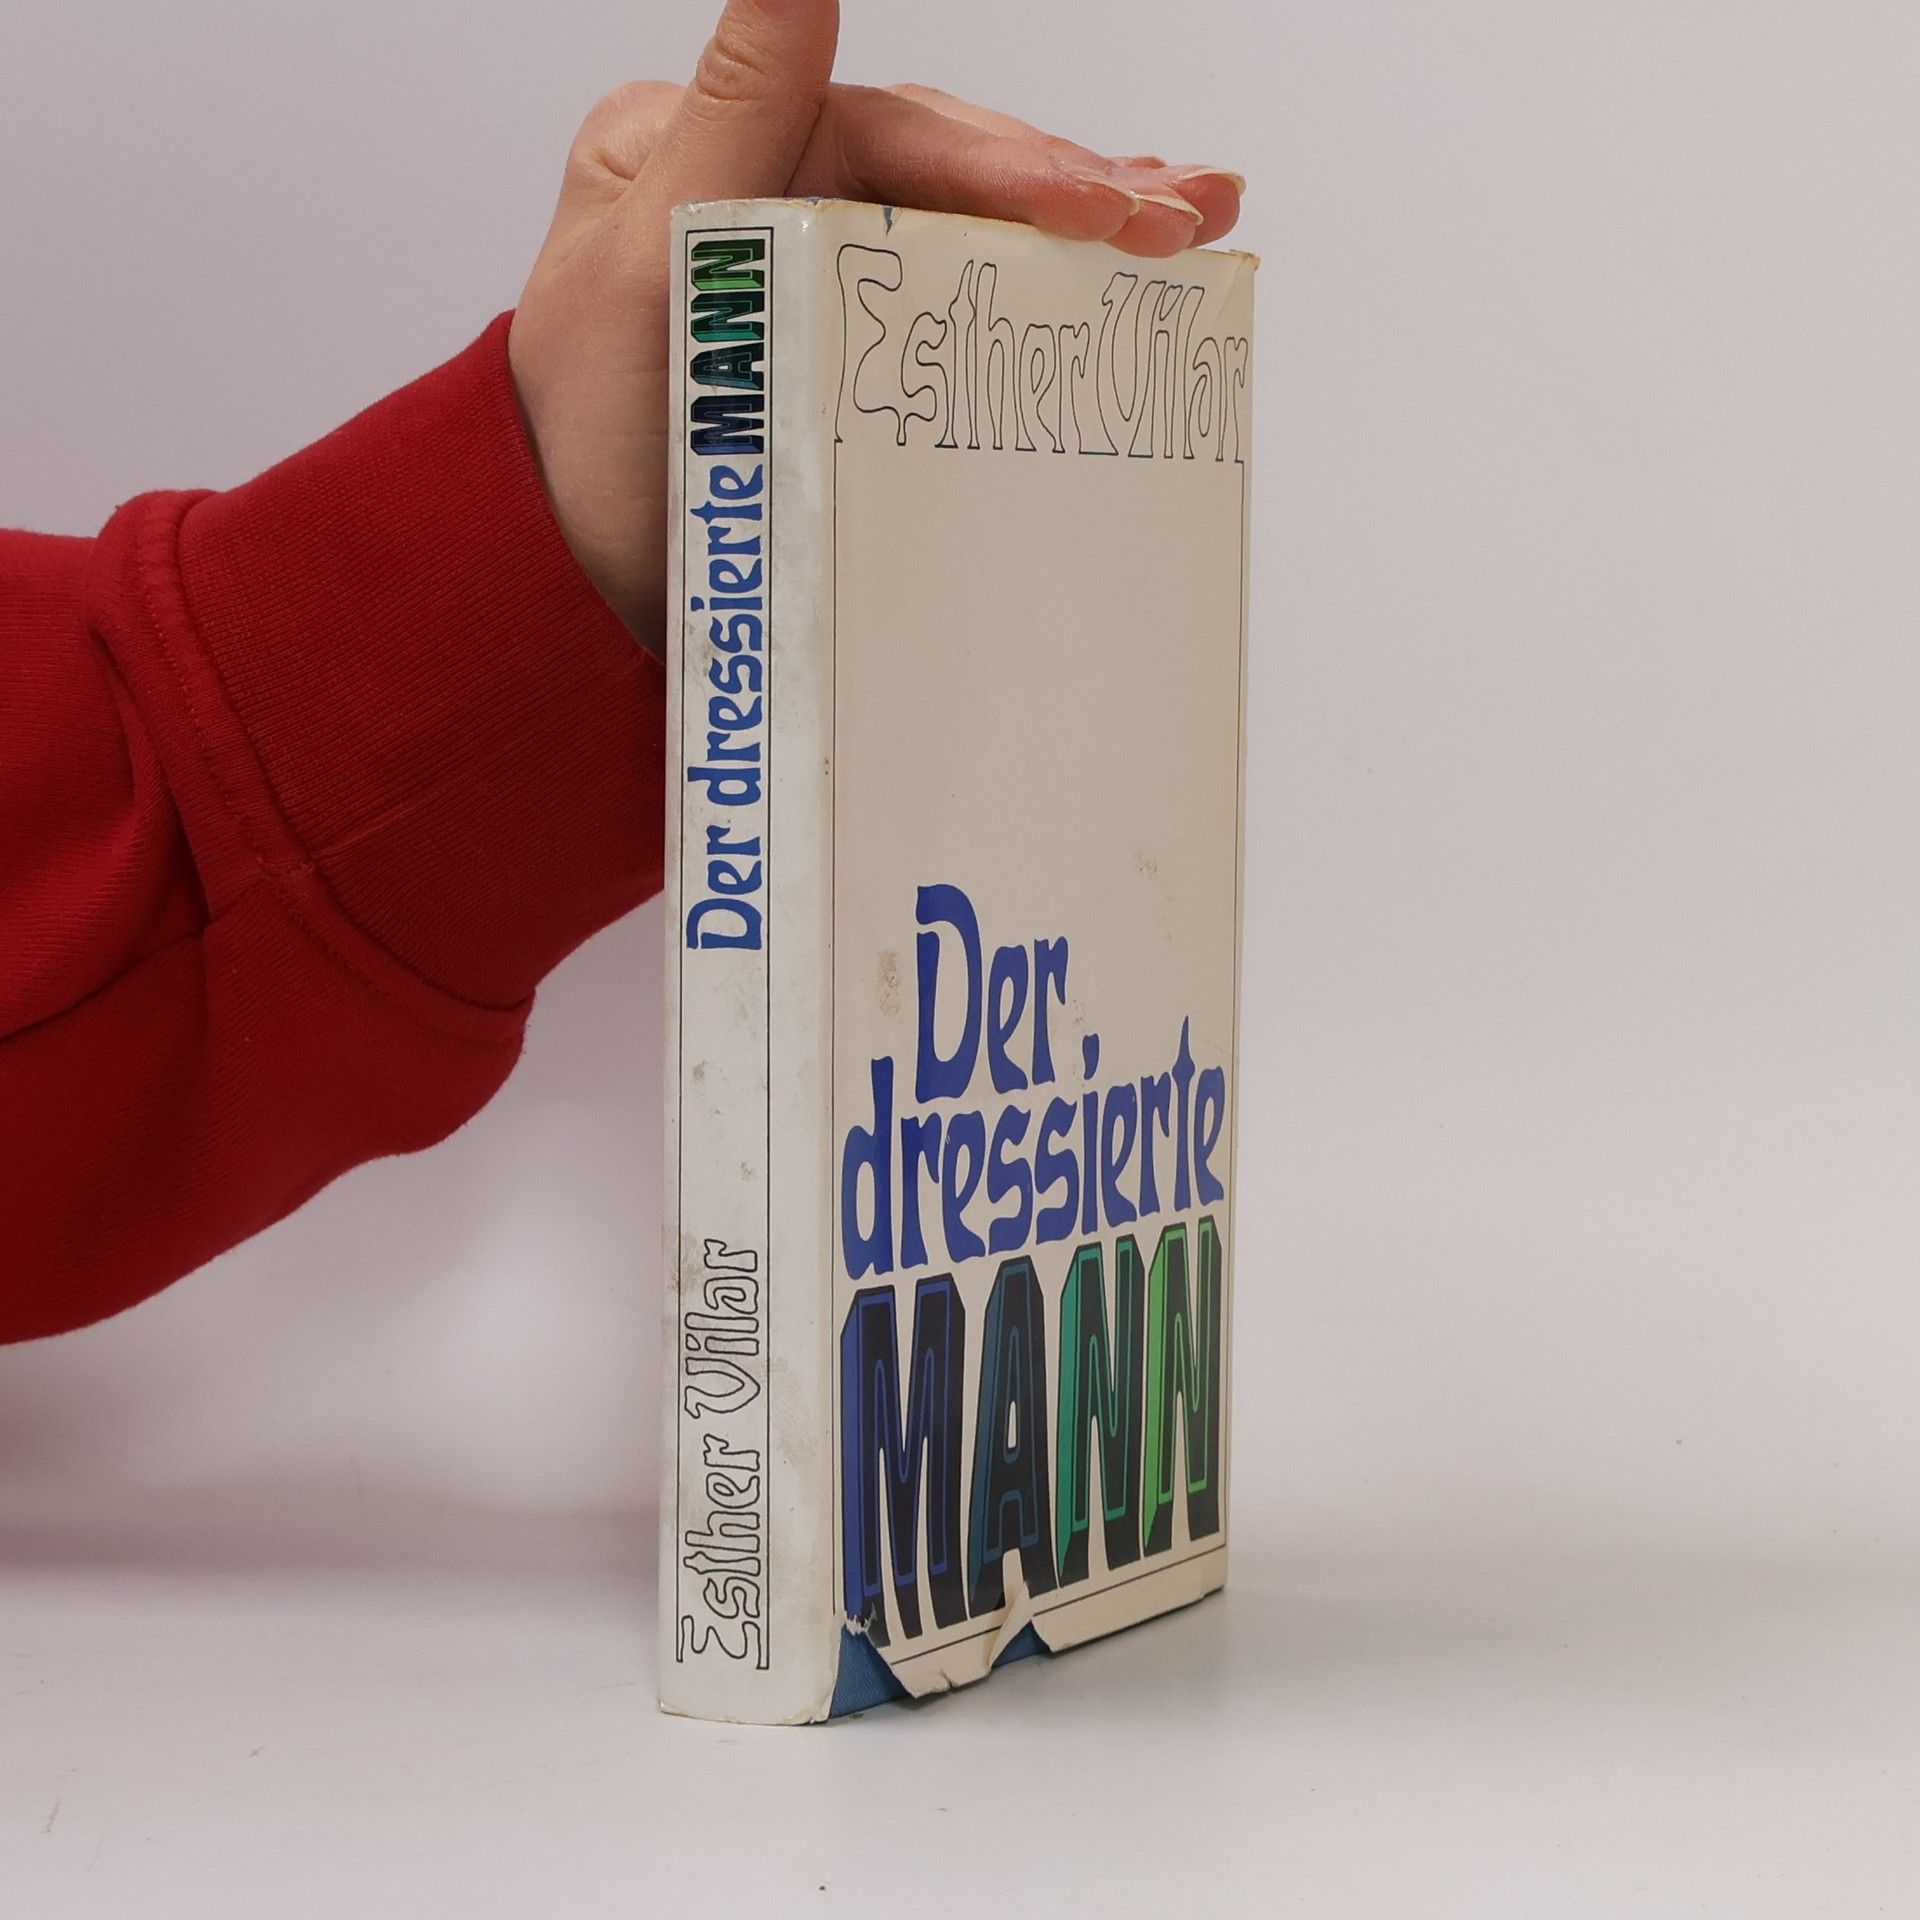 Esther Vilar
Der dressierte MANN
Esther Vilar
Der
dressierte
MANN